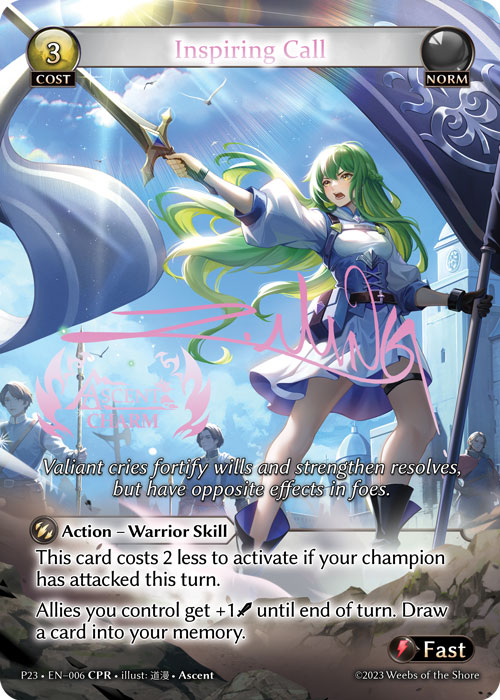 Inspiring Call
3
COST
NORM
ASCENT
CHARM
Valiant cries fortify wills and strengthen resolves,
but have opposite effects in foes.
Action – Warrior Skill
This card costs 2 less to activate if your champion
has attacked this turn.
Allies you control get +1 until end of turn. Draw
a card into your memory.
Fast
P23 • EN–006 CPR • illust: 道漫 • Ascent
©2023 Weebs of the Shore